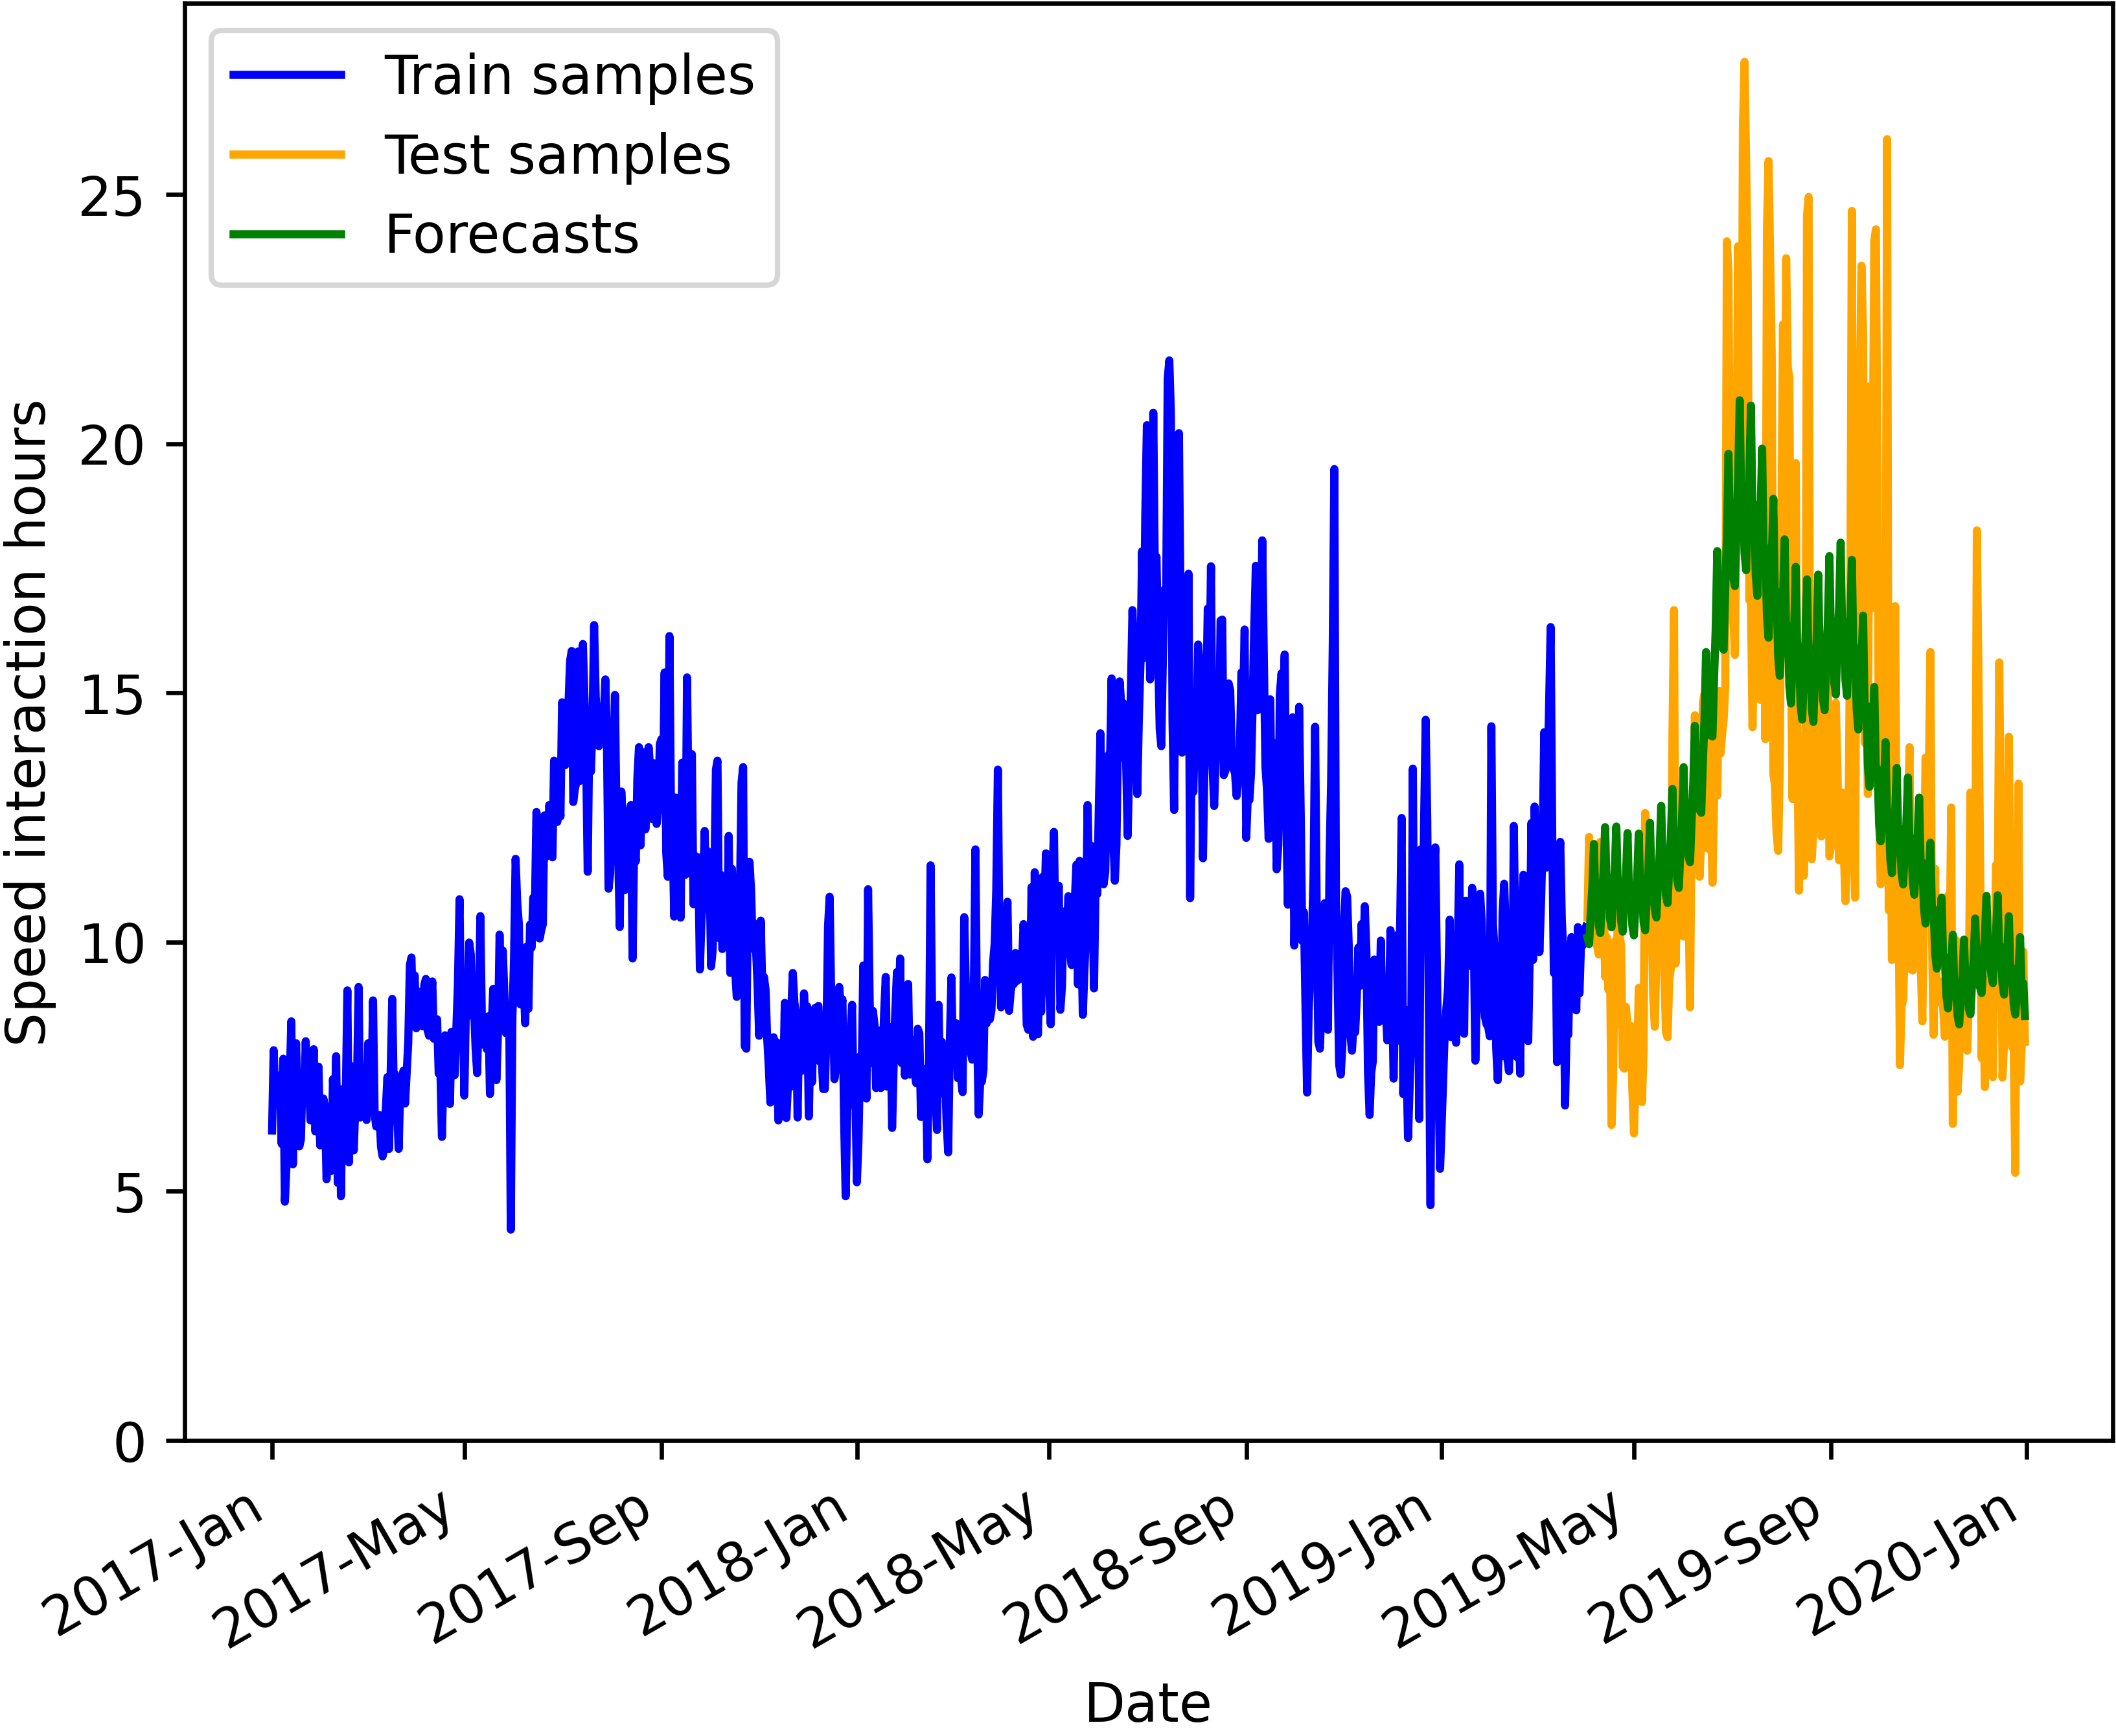 Train samples
Test samples
Forecasts
25
20
15
10
5
0
Speed interaction hours
2017-Jan
2017-May
2017-Sep
2018-Jan
2018-May
2018-Sep
2019-Jan
2019-May
2019-Sep
2020-Jan
Date